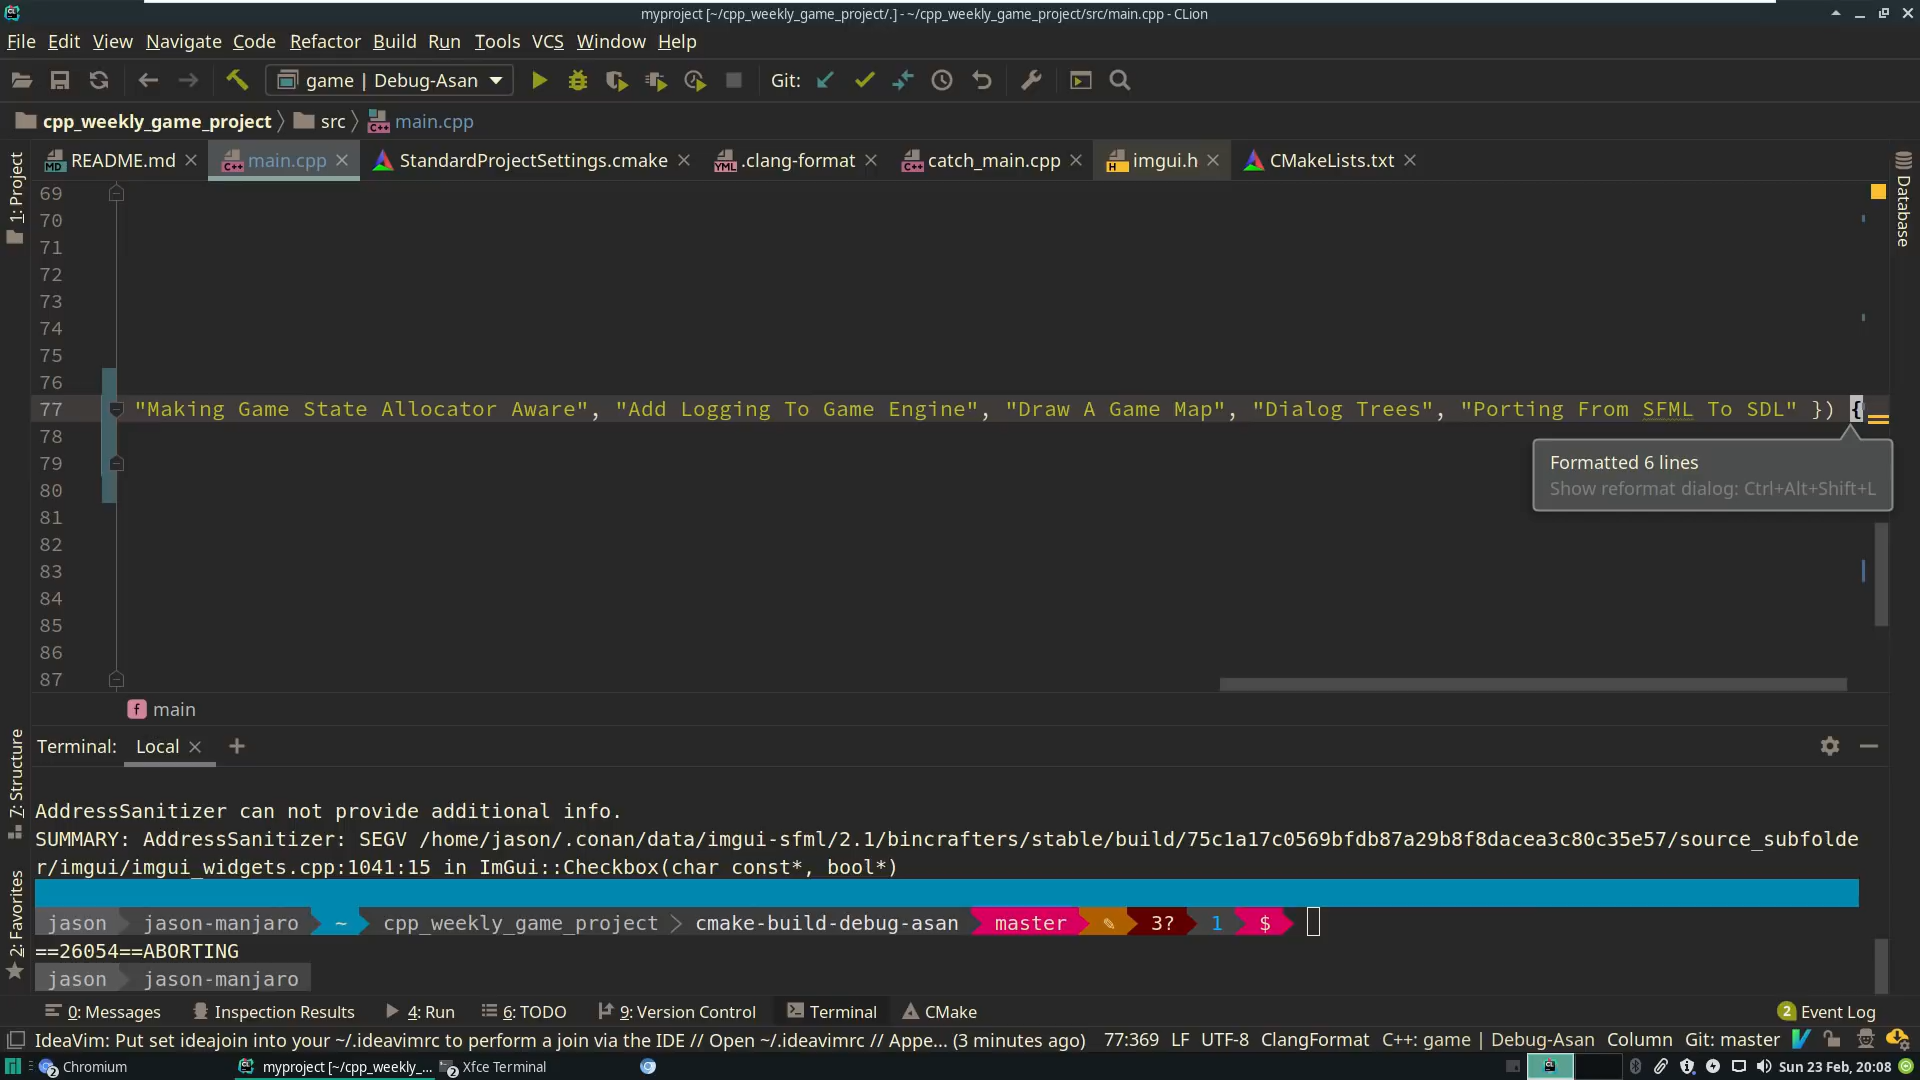 myproject [~/cpp_weekly_game_project/.] - ~/cpp_weekly_game_project/src/main.cpp - CLion
File Edit View Navigate Code Refactor Build Run Tools VCS Window Help
game | Debug-Asan Git:
cpp_weekly_game_project src main.cpp
README.md main.cpp StandardProjectSettings.cmake .clang-format catch_main.cpp imgui.h CMakeLists.txt
1: Project
Database
69
70
71
72
73
74
75
76
77 "Making Game State Allocator Aware", "Add Logging To Game Engine", "Draw A Game Map", "Dialog Trees", "Porting From SFML To SDL" }) {
78
79
80
81
82
83
84
85
86
87
Formatted 6 lines
Show reformat dialog: Ctrl+Alt+Shift+L
f main
7: Structure
2: Favorites
Terminal: Local
AddressSanitizer can not provide additional info.
SUMMARY: AddressSanitizer: SEGV /home/jason/.conan/data/imgui-sfml/2.1/bincrafters/stable/build/75c1a17c0569bfdb87a29b8f8dacea3c80c35e57/source_subfolde
r/imgui/imgui_widgets.cpp:1041:15 in ImGui::Checkbox(char const*, bool*)
jason jason-manjaro ~ cpp_weekly_game_project > cmake-build-debug-asan master ✎ 3? 1 $
==26054==ABORTING
jason jason-manjaro
0: Messages Inspection Results 4: Run 6: TODO 9: Version Control Terminal CMake 2 Event Log
IdeaVim: Put set ideajoin into your ~/.ideavimrc to perform a join via the IDE // Open ~/.ideavimrc // Appe... (3 minutes ago) 77:369 LF UTF-8 ClangFormat C++: game | Debug-Asan Column Git: master
2 Chromium myproject [~/cpp_weekly_... 2 Xfce Terminal Sun 23 Feb, 20:08